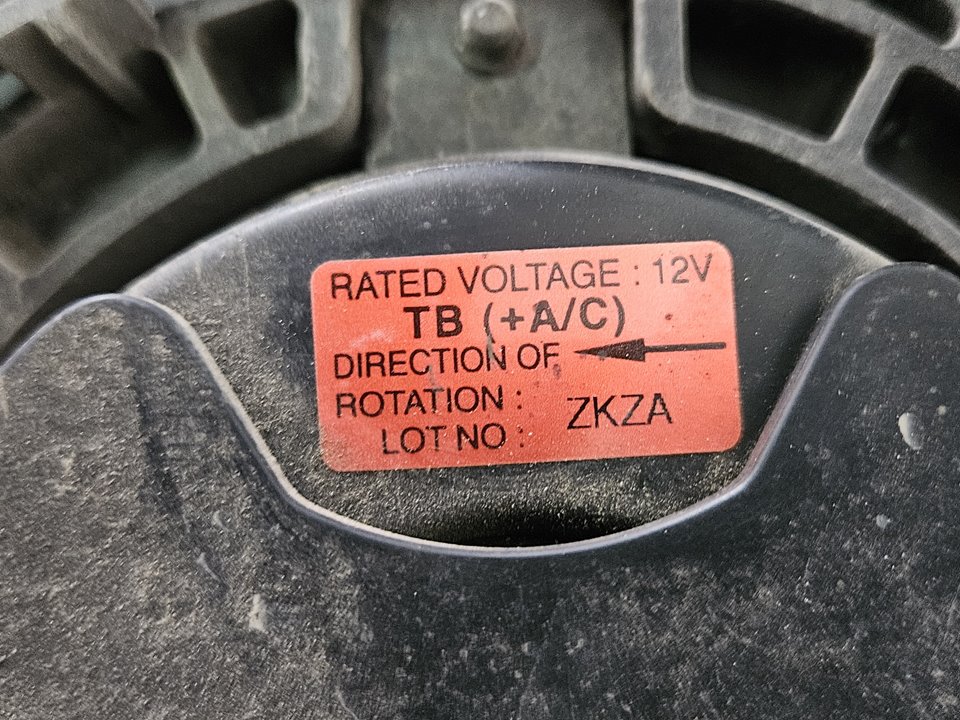 RATED VOLTAGE : 12V
TB (+A/C)
DIRECTION OF
ROTATION :
LOT NO : ZKZA